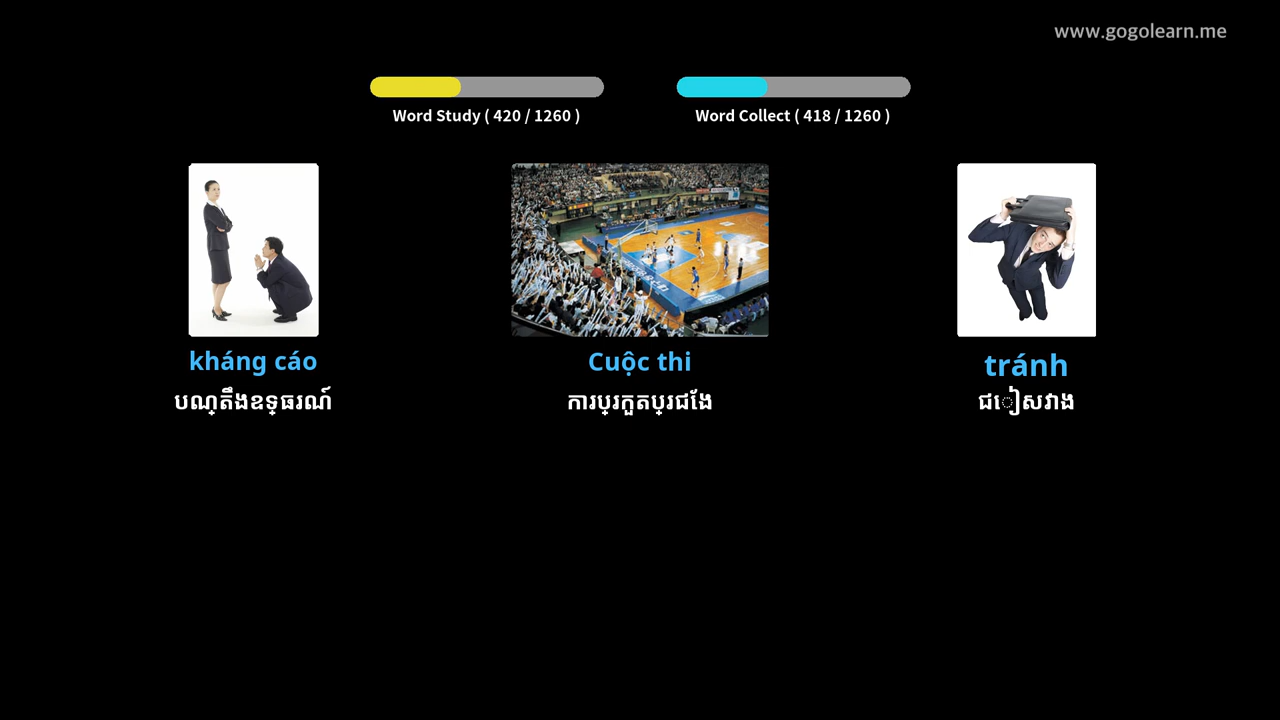 www.gogolearn.me
Word Study ( 420 / 1260 )
Word Collect ( 418 / 1260 )
kháng cáo
Cuộc thi
tránh
បណ្តឹងឧទ្ធរណ៍
ការប្រកួតប្រជែង
ជៀសវាង